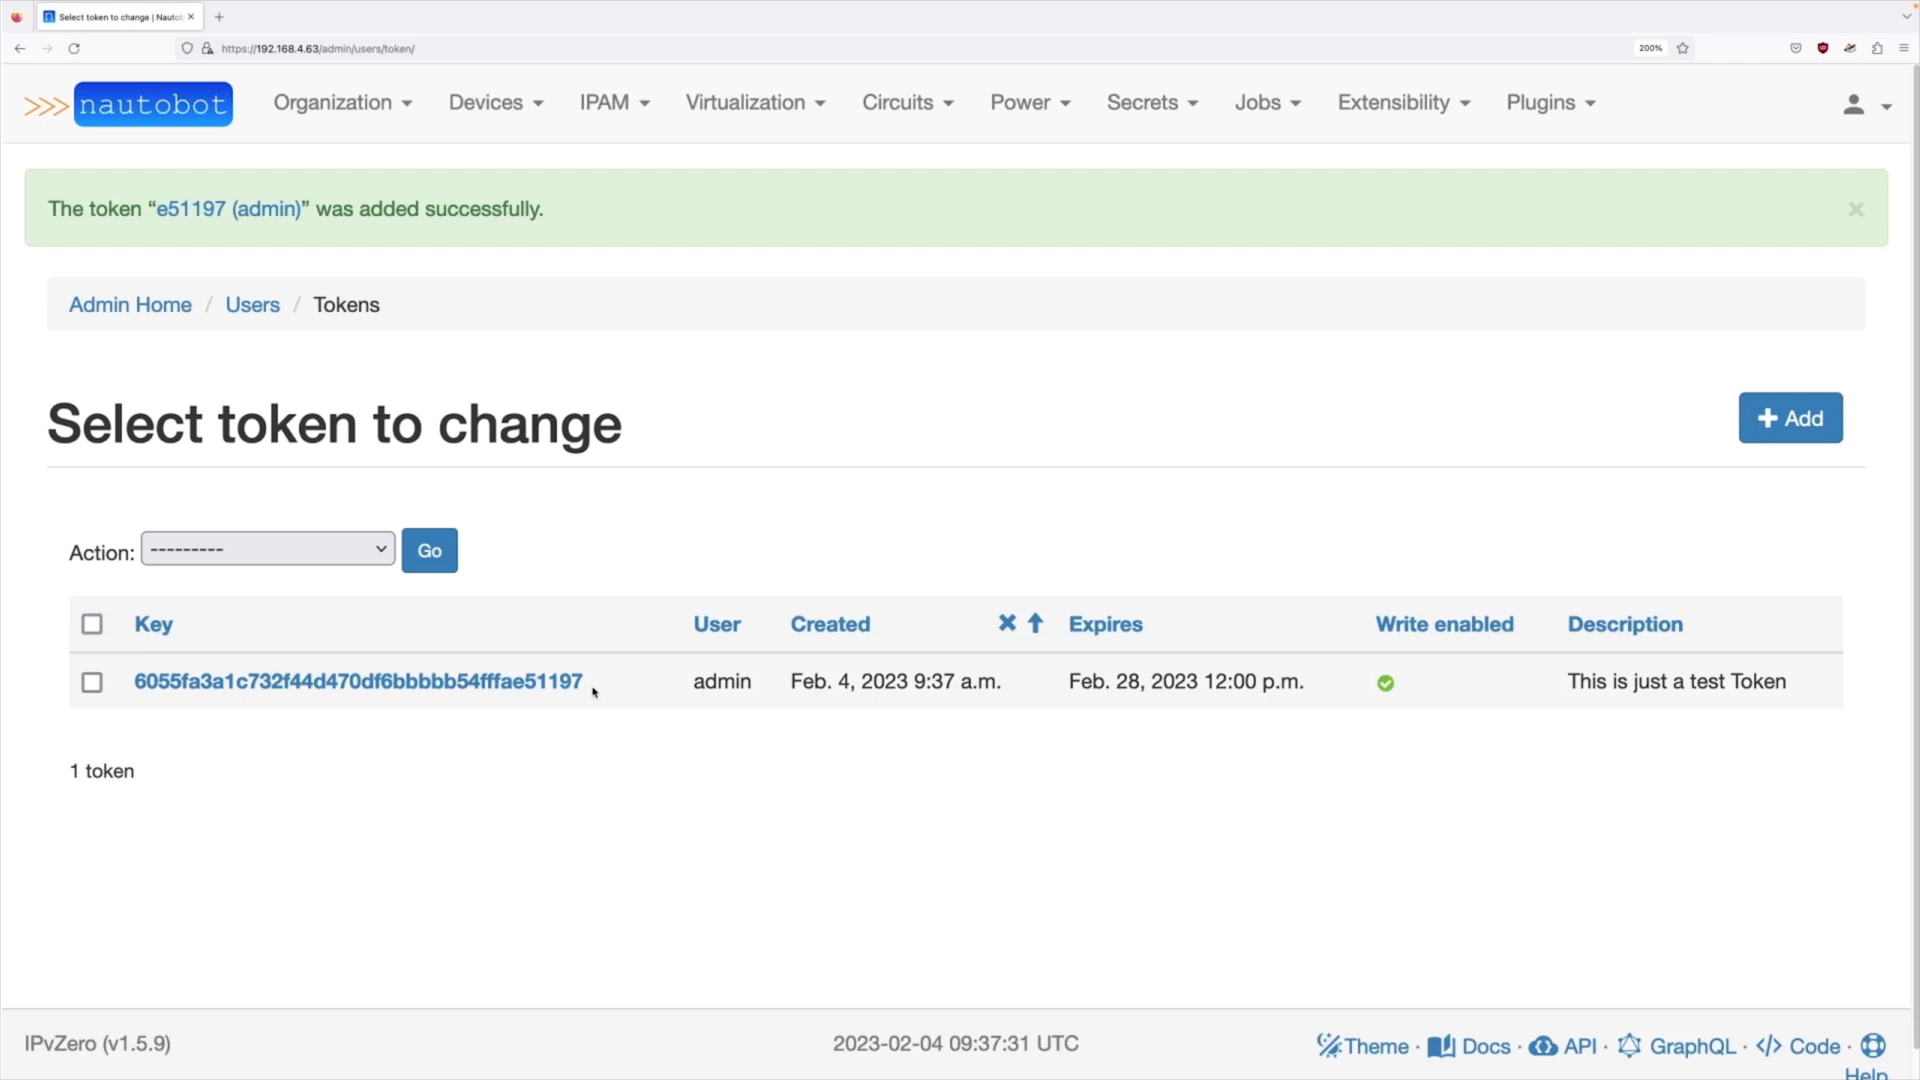 Select token to change | Nautob
https://192.168.4.63/admin/users/token/
200%
nautobot
Organization
Devices
IPAM
Virtualization
Circuits
Power
Secrets
Jobs
Extensibility
Plugins
The token “e51197 (admin)” was added successfully.
Admin Home / Users / Tokens
Select token to change
Add
Action: --------- Go
Key User Created Expires Write enabled Description
6055fa3a1c732f44d470df6bbbbb54fffae51197 admin Feb. 4, 2023 9:37 a.m. Feb. 28, 2023 12:00 p.m. This is just a test Token
1 token
IPvZero (v1.5.9)
2023-02-04 09:37:31 UTC
Theme · Docs · API · GraphQL · Code ·
Help